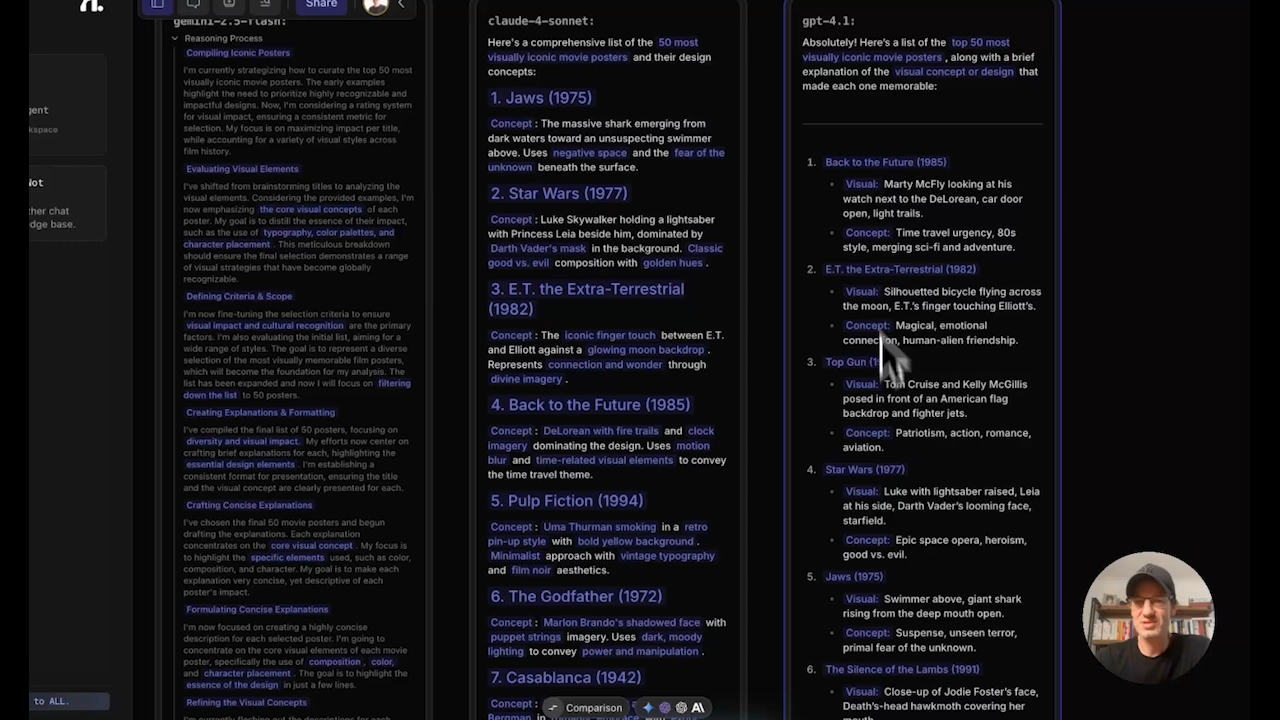 Share
gent
kspace
Not
ther chat
dge base.
to ALL.
gemini-2.5-flash:
Reasoning Process
Compiling Iconic Posters
I'm currently strategizing how to curate the top 50 most
visually iconic movie posters. The early examples
highlight the need to prioritize highly recognizable and
impactful designs. Now, I'm considering a rating system
for visual impact, ensuring a consistent metric for
selection. My focus is on maximizing impact per title,
while accounting for a variety of visual styles across
film history.
Evaluating Visual Elements
I've shifted from brainstorming titles to analyzing the
visual elements. Considering the provided examples, I'm
now emphasizing the core visual concepts of each
poster. My goal is to distill the essence of their impact,
such as the use of typography, color palettes, and
character placement . This meticulous breakdown
should ensure the final selection demonstrates a range
of visual strategies that have become globally
recognizable.
Defining Criteria & Scope
I'm now fine-tuning the selection criteria to ensure
visual impact and cultural recognition are the primary
factors. I'm also evaluating the initial list, aiming for a
wide range of styles. The goal is to represent a diverse
selection of the most visually memorable film posters,
which will become the foundation for my analysis. The
list has been expanded and now I will focus on filtering
down the list to 50 posters.
Creating Explanations & Formatting
I've compiled the final list of 50 posters, focusing on
diversity and visual impact. My efforts now center on
crafting brief explanations for each, highlighting the
essential design elements . I'm establishing a
consistent format for presentation, ensuring the title
and the visual concept are clearly presented for each.
Crafting Concise Explanations
I've chosen the final 50 movie posters and begun
drafting the explanations. Each explanation
concentrates on the core visual concept . My focus is
to highlight the specific elements used, such as color,
composition, and character. My goal is to make each
explanation very concise, yet descriptive of each
poster's impact.
Formulating Concise Explanations
I'm now focused on creating a highly concise
description for each selected poster. I'm going to
concentrate on the core visual elements of each movie
poster, specifically the use of composition , color,
and character placement . The goal is to highlight the
essence of the design in just a few lines.
Refining the Visual Concepts
claude-4-sonnet:
Here's a comprehensive list of the 50 most
visually iconic movie posters and their design
concepts:
1. Jaws (1975)
Concept : The massive shark emerging from
dark waters toward an unsuspecting swimmer
above. Uses negative space and the fear of the
unknown beneath the surface.
2. Star Wars (1977)
Concept : Luke Skywalker holding a lightsaber
with Princess Leia beside him, dominated by
Darth Vader's mask in the background. Classic
good vs. evil composition with golden hues .
3. E.T. the Extra-Terrestrial
(1982)
Concept : The iconic finger touch between E.T.
and Elliott against a glowing moon backdrop .
Represents connection and wonder through
divine imagery .
4. Back to the Future (1985)
Concept : DeLorean with fire trails and clock
imagery dominating the design. Uses motion
blur and time-related visual elements to convey
the time travel theme.
5. Pulp Fiction (1994)
Concept : Uma Thurman smoking in a retro
pin-up style with bold yellow background .
Minimalist approach with vintage typography
and film noir aesthetics.
6. The Godfather (1972)
Concept : Marlon Brando's shadowed face with
puppet strings imagery. Uses dark, moody
lighting to convey power and manipulation .
7. Casablanca (1942)
Concept :
Bergman in
Comparison
gpt-4.1:
Absolutely! Here's a list of the top 50 most
visually iconic movie posters , along with a brief
explanation of the visual concept or design that
made each one memorable:
1. Back to the Future (1985)
• Visual: Marty McFly looking at his
watch next to the DeLorean, car door
open, light trails.
• Concept: Time travel urgency, 80s
style, merging sci-fi and adventure.
2. E.T. the Extra-Terrestrial (1982)
• Visual: Silhouetted bicycle flying across
the moon, E.T.'s finger touching Elliott's.
• Concept: Magical, emotional
connection, human-alien friendship.
3. Top Gun
• Visual: Tom Cruise and Kelly McGillis
posed in front of an American flag
backdrop and fighter jets.
• Concept: Patriotism, action, romance,
aviation.
4. Star Wars (1977)
• Visual: Luke with lightsaber raised, Leia
at his side, Darth Vader's looming face,
starfield.
• Concept: Epic space opera, heroism,
good vs. evil.
5. Jaws (1975)
• Visual: Swimmer above, giant shark
rising from the deep mouth open.
• Concept: Suspense, unseen terror,
primal fear of the unknown.
6. The Silence of the Lambs (1991)
• Visual: Close-up of Jodie Foster's face,
Death's-head hawkmoth covering her